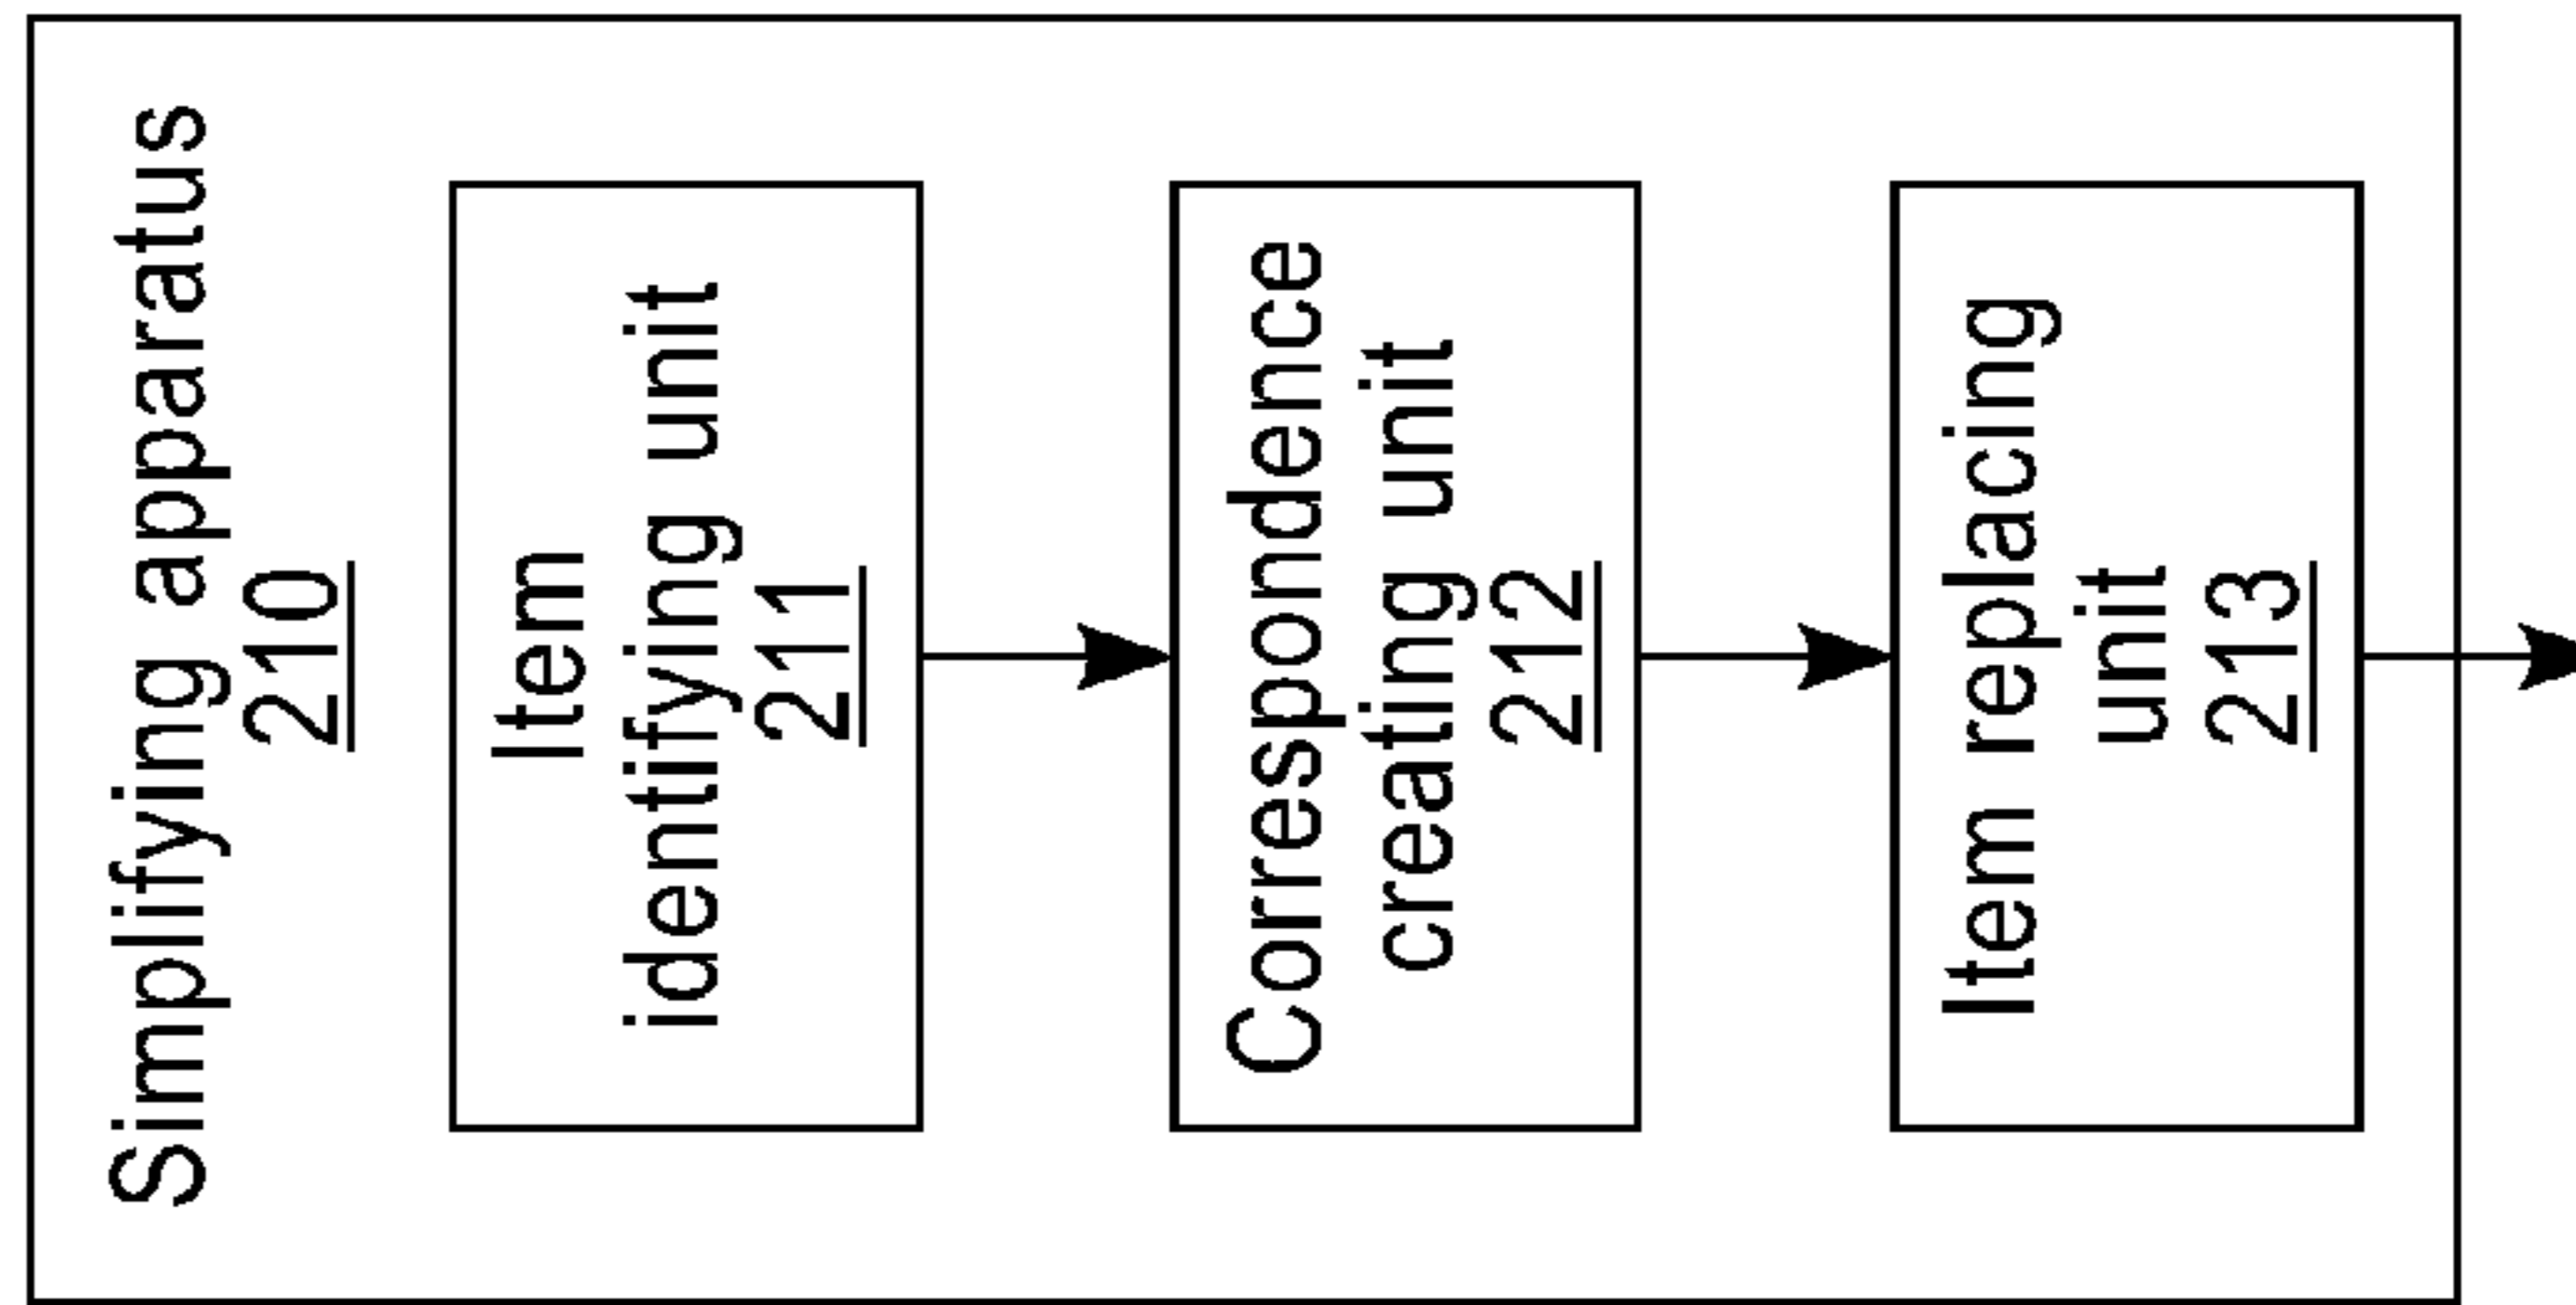 Simplifying apparatus
210
Item
identifying unit
211
Correspondence
creating unit
212
Item replacing
unit
213